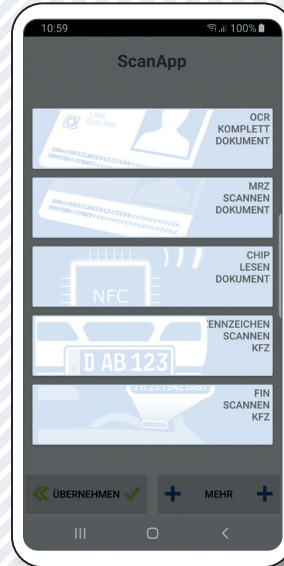 10:59
100%
ScanApp
OCR
KOMPLETT
DOKUMENT
MRZ
SCANNEN
DOKUMENT
NFC
CHIP
LESEN
DOKUMENT
D AB 123
ENNZEICHEN
SCANNEN
KFZ
FIN
SCANNEN
KFZ
ÜBERNEHMEN
MEHR